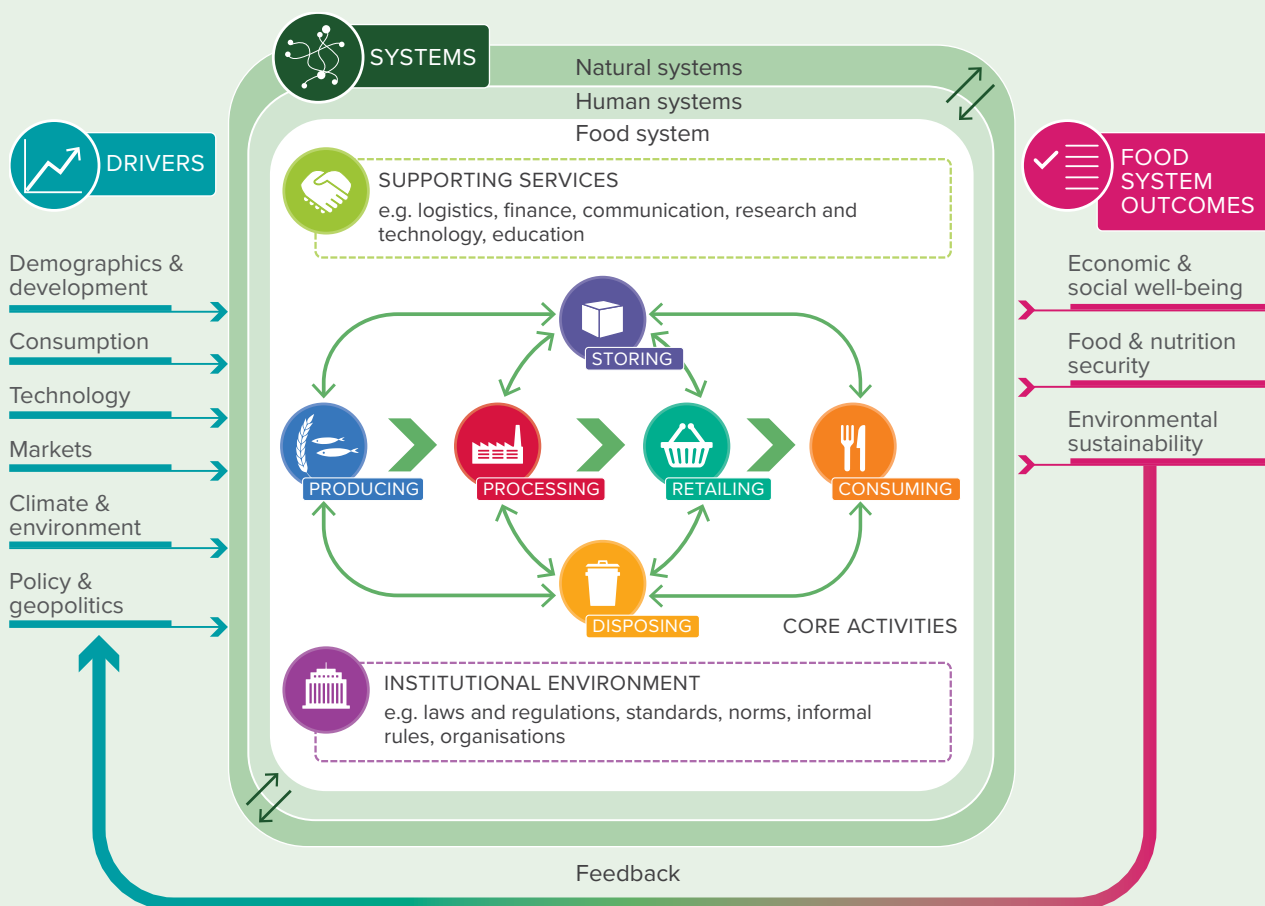 SYSTEMS
Natural systems
Human systems
Food system
DRIVERS
Demographics &
development
Consumption
Technology
Markets
Climate &
environment
Policy &
geopolitics
SUPPORTING SERVICES
e.g. logistics, finance, communication, research and
technology, education
STORING
PRODUCING
PROCESSING
RETAILING
CONSUMING
DISPOSING
CORE ACTIVITIES
INSTITUTIONAL ENVIRONMENT
e.g. laws and regulations, standards, norms, informal
rules, organisations
FOOD
SYSTEM
OUTCOMES
Economic &
social well-being
Food & nutrition
security
Environmental
sustainability
Feedback